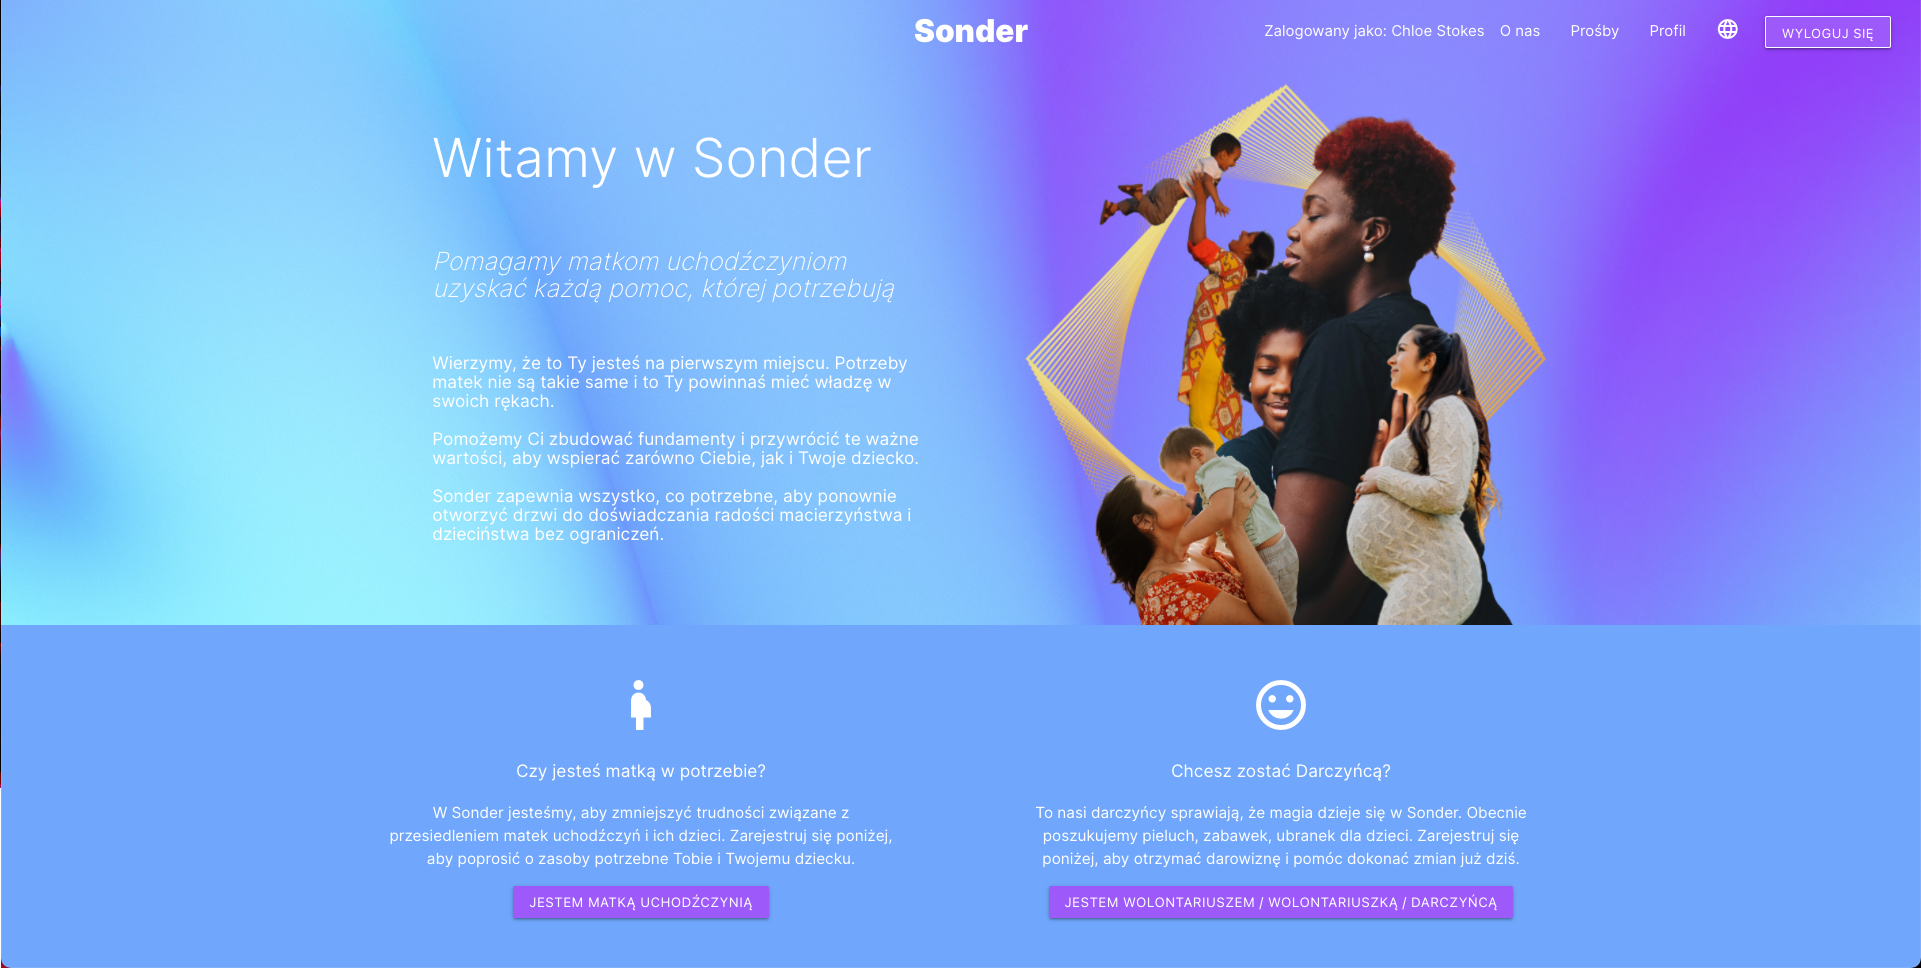 Sonder
Zalogowany jako: Chloe Stokes O nas Prośby Profil WYLOGUJ SIĘ
Witamy w Sonder
Pomagamy matkom uchodźczyniom
uzyskać każdą pomoc, której potrzebują
Wierzymy, że to Ty jesteś na pierwszym miejscu. Potrzeby
matek nie są takie same i to Ty powinnaś mieć władzę w
swoich rękach.
Pomożemy Ci zbudować fundamenty i przywrócić te ważne
wartości, aby wspierać zarówno Ciebie, jak i Twoje dziecko.
Sonder zapewnia wszystko, co potrzebne, aby ponownie
otworzyć drzwi do doświadczania radości macierzyństwa i
dzieciństwa bez ograniczeń.
Czy jesteś matką w potrzebie?
W Sonder jesteśmy, aby zmniejszyć trudności związane z
przesiedleniem matek uchodźczyń i ich dzieci. Zarejestruj się poniżej,
aby poprosić o zasoby potrzebne Tobie i Twojemu dziecku.
JESTEM MATKĄ UCHODŹCZYNIĄ
Chcesz zostać Darczyńcą?
To nasi darczyńcy sprawiają, że magia dzieje się w Sonder. Obecnie
poszukujemy pieluch, zabawek, ubranek dla dzieci. Zarejestruj się
poniżej, aby otrzymać darowiznę i pomóc dokonać zmian już dziś.
JESTEM WOLONTARIUSZEM / WOLONTARIUSZKĄ / DARCZYŃCĄ